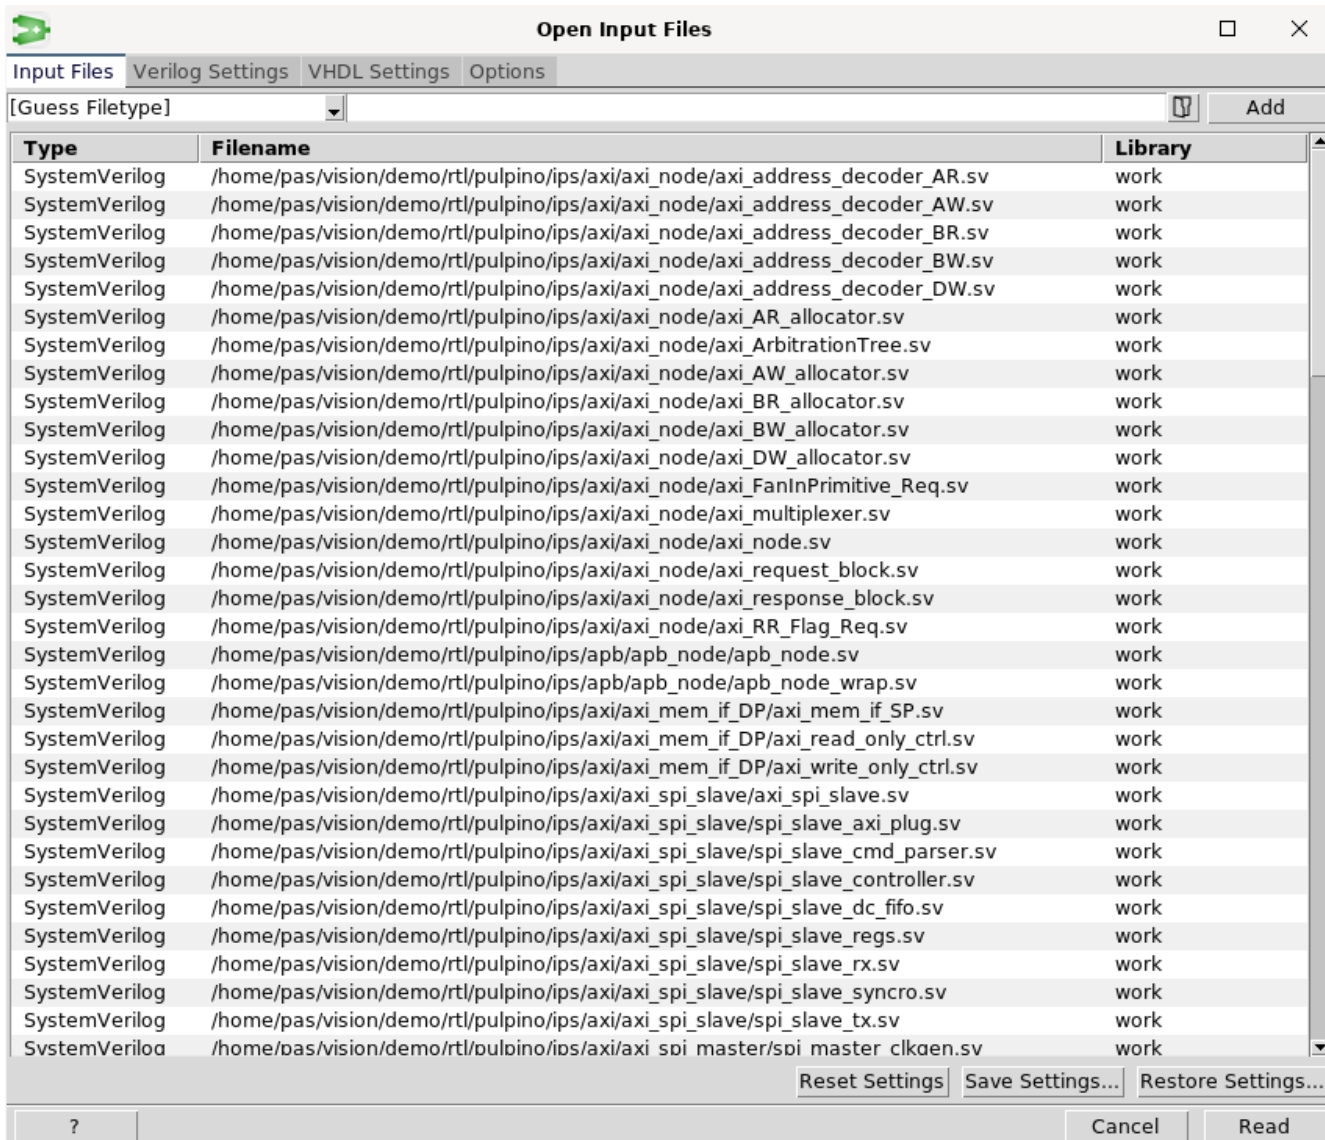 Open Input Files
Input Files Verilog Settings VHDL Settings Options
[Guess Filetype] Add
Type Filename Library
SystemVerilog /home/pas/vision/demo/rtl/pulpino/ips/axi/axi_node/axi_address_decoder_AR.sv work
SystemVerilog /home/pas/vision/demo/rtl/pulpino/ips/axi/axi_node/axi_address_decoder_AW.sv work
SystemVerilog /home/pas/vision/demo/rtl/pulpino/ips/axi/axi_node/axi_address_decoder_BR.sv work
SystemVerilog /home/pas/vision/demo/rtl/pulpino/ips/axi/axi_node/axi_address_decoder_BW.sv work
SystemVerilog /home/pas/vision/demo/rtl/pulpino/ips/axi/axi_node/axi_address_decoder_DW.sv work
SystemVerilog /home/pas/vision/demo/rtl/pulpino/ips/axi/axi_node/axi_AR_allocator.sv work
SystemVerilog /home/pas/vision/demo/rtl/pulpino/ips/axi/axi_node/axi_ArbitrationTree.sv work
SystemVerilog /home/pas/vision/demo/rtl/pulpino/ips/axi/axi_node/axi_AW_allocator.sv work
SystemVerilog /home/pas/vision/demo/rtl/pulpino/ips/axi/axi_node/axi_BR_allocator.sv work
SystemVerilog /home/pas/vision/demo/rtl/pulpino/ips/axi/axi_node/axi_BW_allocator.sv work
SystemVerilog /home/pas/vision/demo/rtl/pulpino/ips/axi/axi_node/axi_DW_allocator.sv work
SystemVerilog /home/pas/vision/demo/rtl/pulpino/ips/axi/axi_node/axi_FanInPrimitive_Req.sv work
SystemVerilog /home/pas/vision/demo/rtl/pulpino/ips/axi/axi_node/axi_multiplexer.sv work
SystemVerilog /home/pas/vision/demo/rtl/pulpino/ips/axi/axi_node/axi_node.sv work
SystemVerilog /home/pas/vision/demo/rtl/pulpino/ips/axi/axi_node/axi_request_block.sv work
SystemVerilog /home/pas/vision/demo/rtl/pulpino/ips/axi/axi_node/axi_response_block.sv work
SystemVerilog /home/pas/vision/demo/rtl/pulpino/ips/axi/axi_node/axi_RR_Flag_Req.sv work
SystemVerilog /home/pas/vision/demo/rtl/pulpino/ips/apb/apb_node/apb_node.sv work
SystemVerilog /home/pas/vision/demo/rtl/pulpino/ips/apb/apb_node/apb_node_wrap.sv work
SystemVerilog /home/pas/vision/demo/rtl/pulpino/ips/axi/axi_mem_if_DP/axi_mem_if_SP.sv work
SystemVerilog /home/pas/vision/demo/rtl/pulpino/ips/axi/axi_mem_if_DP/axi_read_only_ctrl.sv work
SystemVerilog /home/pas/vision/demo/rtl/pulpino/ips/axi/axi_mem_if_DP/axi_write_only_ctrl.sv work
SystemVerilog /home/pas/vision/demo/rtl/pulpino/ips/axi/axi_spi_slave/axi_spi_slave.sv work
SystemVerilog /home/pas/vision/demo/rtl/pulpino/ips/axi/axi_spi_slave/spi_slave_axi_plug.sv work
SystemVerilog /home/pas/vision/demo/rtl/pulpino/ips/axi/axi_spi_slave/spi_slave_cmd_parser.sv work
SystemVerilog /home/pas/vision/demo/rtl/pulpino/ips/axi/axi_spi_slave/spi_slave_controller.sv work
SystemVerilog /home/pas/vision/demo/rtl/pulpino/ips/axi/axi_spi_slave/spi_slave_dc_fifo.sv work
SystemVerilog /home/pas/vision/demo/rtl/pulpino/ips/axi/axi_spi_slave/spi_slave_regs.sv work
SystemVerilog /home/pas/vision/demo/rtl/pulpino/ips/axi/axi_spi_slave/spi_slave_rx.sv work
SystemVerilog /home/pas/vision/demo/rtl/pulpino/ips/axi/axi_spi_slave/spi_slave_syncro.sv work
SystemVerilog /home/pas/vision/demo/rtl/pulpino/ips/axi/axi_spi_slave/spi_slave_tx.sv work
SystemVerilog /home/pas/vision/demo/rtl/pulpino/ips/axi/axi_spi_master/spi_master_clkgen.sv work
Reset Settings Save Settings... Restore Settings...
? Cancel Read